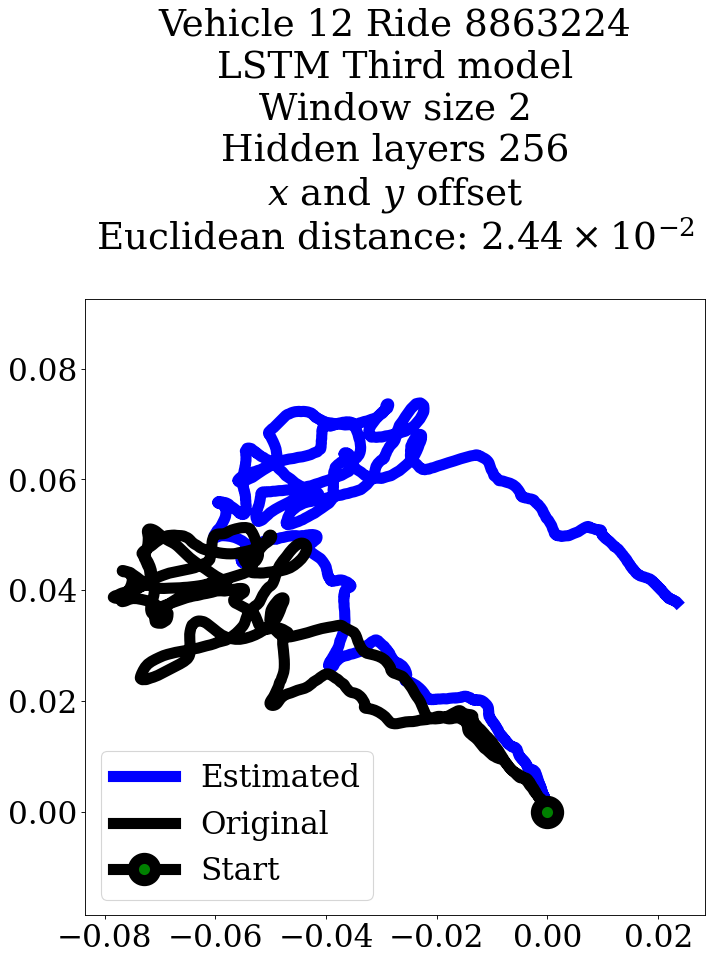 Vehicle 12 Ride 8863224
LSTM Third model
Window size 2
Hidden layers 256
x and y offset
Euclidean distance: 2.44 × 10⁻²
0.08
0.06
0.04
0.02
0.00
Estimated
Original
Start
−0.08 −0.06 −0.04 −0.02 0.00 0.02